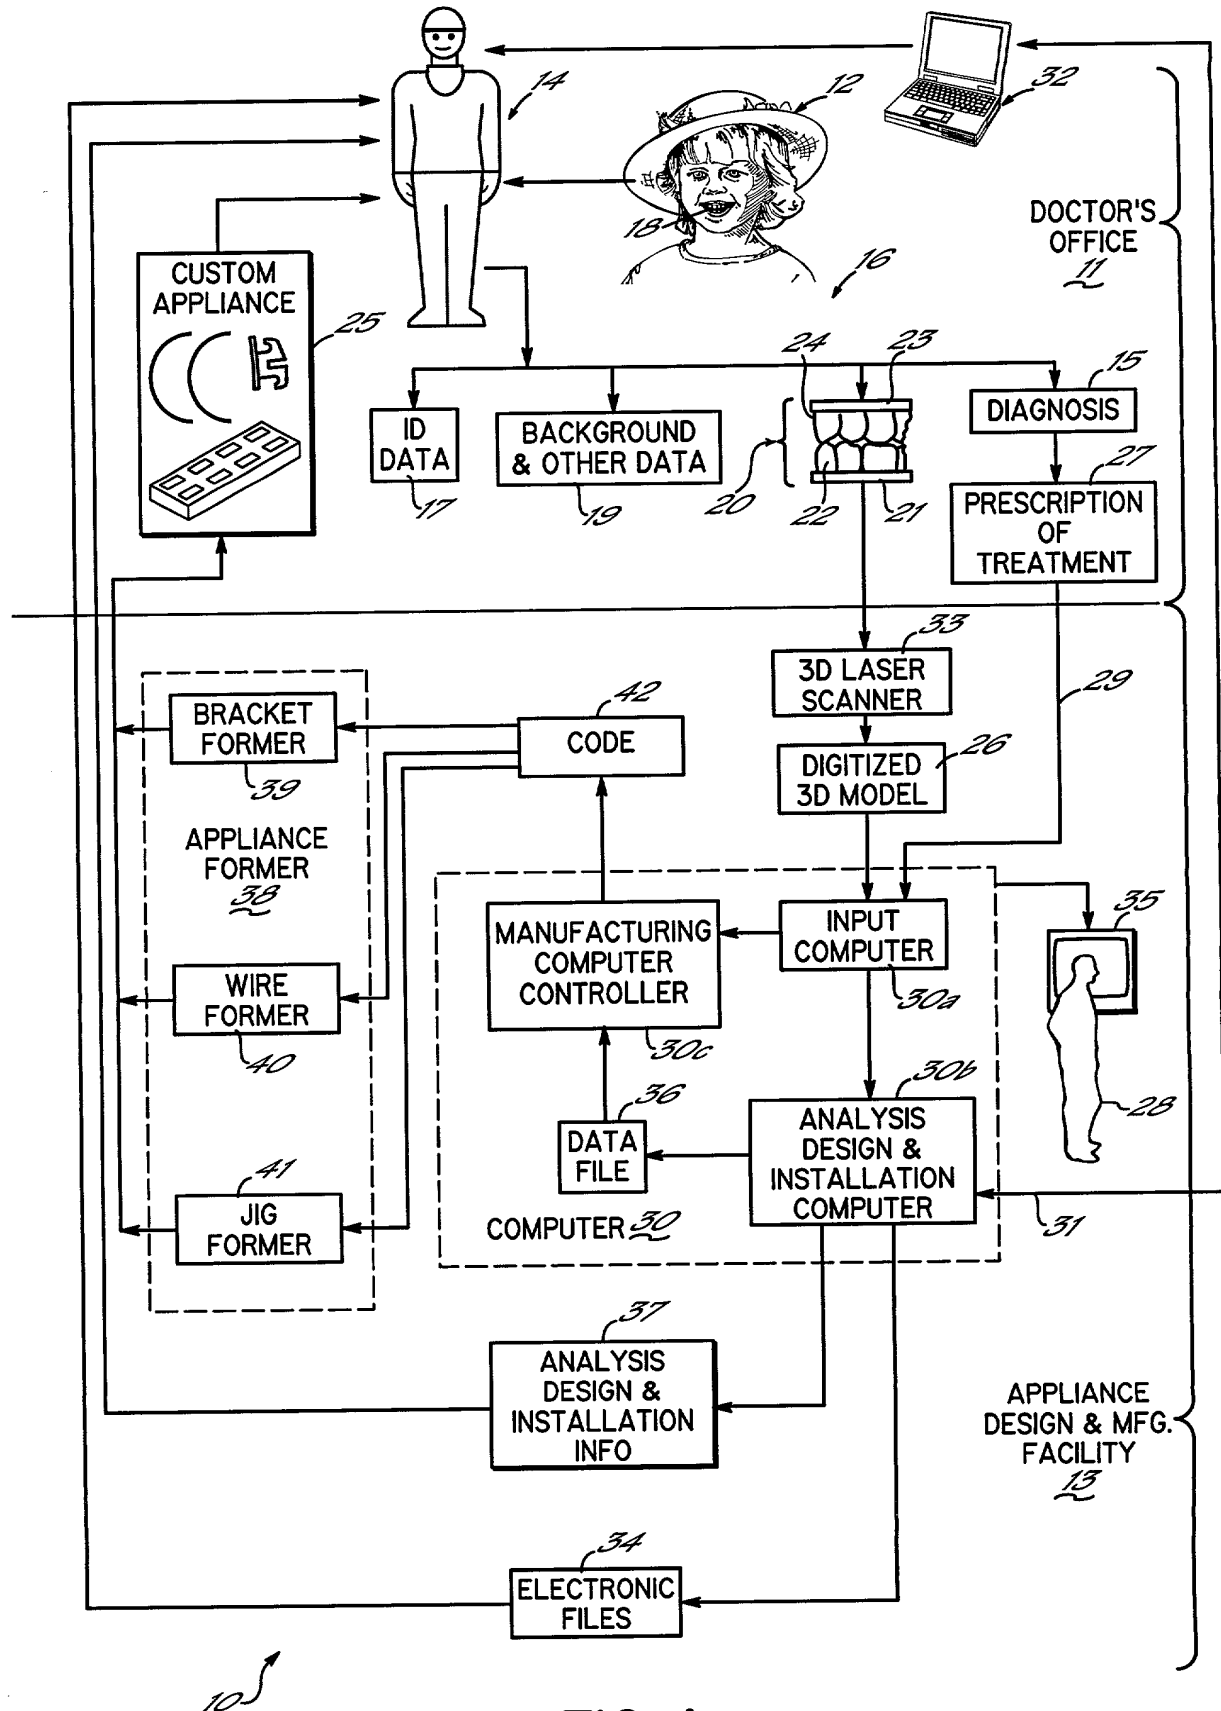 14
12
32
18
DOCTOR'S
OFFICE
11
16
CUSTOM
APPLIANCE
25
24
23
15
ID
DATA
17
BACKGROUND
& OTHER DATA
19
20
22
21
DIAGNOSIS
27
PRESCRIPTION
OF
TREATMENT
33
3D LASER
SCANNER
29
42
CODE
BRACKET
FORMER
39
26
DIGITIZED
3D MODEL
APPLIANCE
FORMER
38
MANUFACTURING
COMPUTER
CONTROLLER
30c
INPUT
COMPUTER
30a
35
WIRE
FORMER
40
36
DATA
FILE
30b
ANALYSIS
DESIGN &
INSTALLATION
COMPUTER
28
41
JIG
FORMER
COMPUTER 30
31
37
ANALYSIS
DESIGN &
INSTALLATION
INFO
APPLIANCE
DESIGN & MFG.
FACILITY
13
34
ELECTRONIC
FILES
10